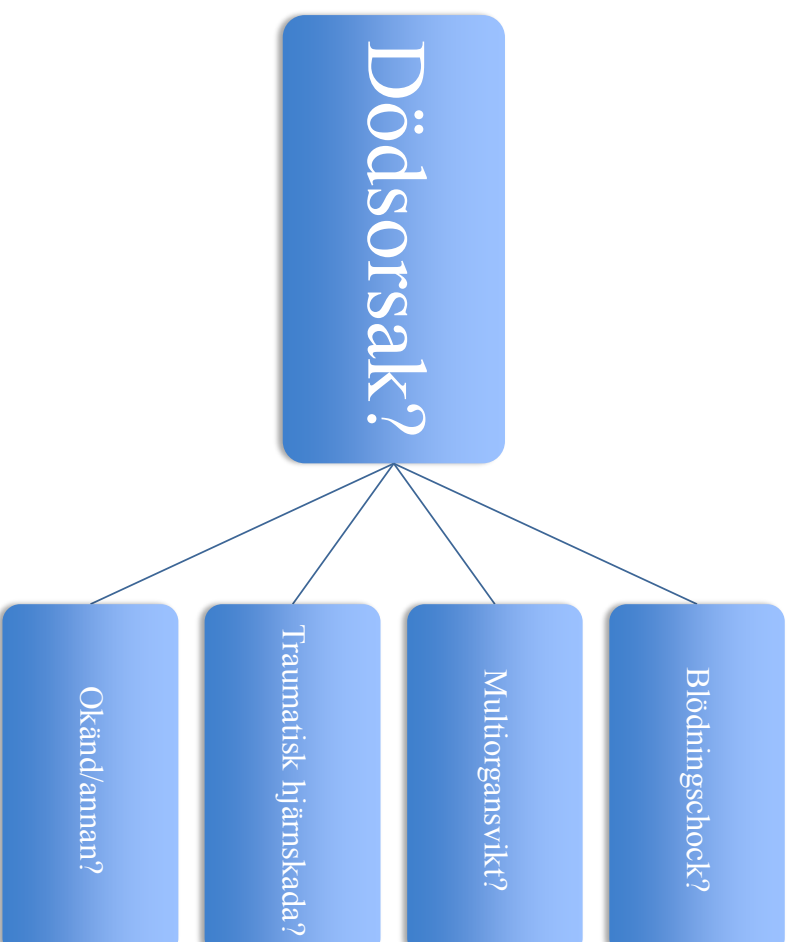 Dödsorsak?
Blödningschock?
Multiorgansvikt?
Traumatisk hjärnskada?
Okänd/annan?